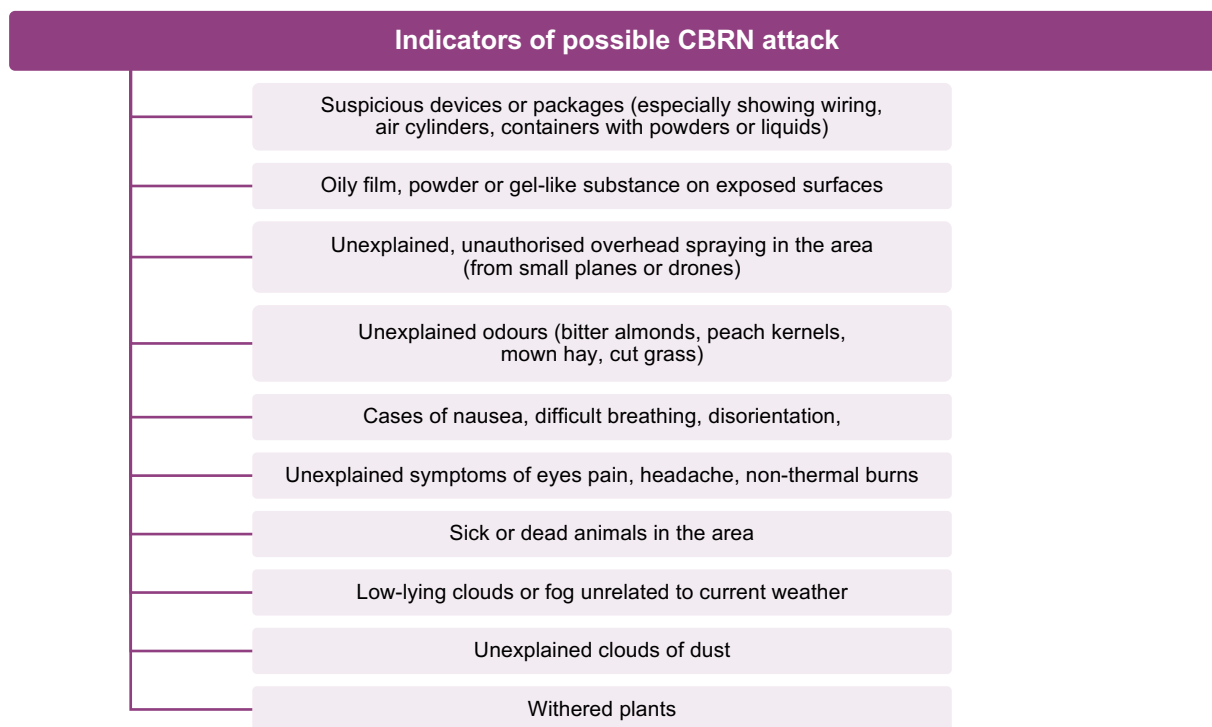 Indicators of possible CBRN attack
Suspicious devices or packages (especially showing wiring,
air cylinders, containers with powders or liquids)
Oily film, powder or gel-like substance on exposed surfaces
Unexplained, unauthorised overhead spraying in the area
(from small planes or drones)
Unexplained odours (bitter almonds, peach kernels,
mown hay, cut grass)
Cases of nausea, difficult breathing, disorientation,
Unexplained symptoms of eyes pain, headache, non-thermal burns
Sick or dead animals in the area
Low-lying clouds or fog unrelated to current weather
Unexplained clouds of dust
Withered plants